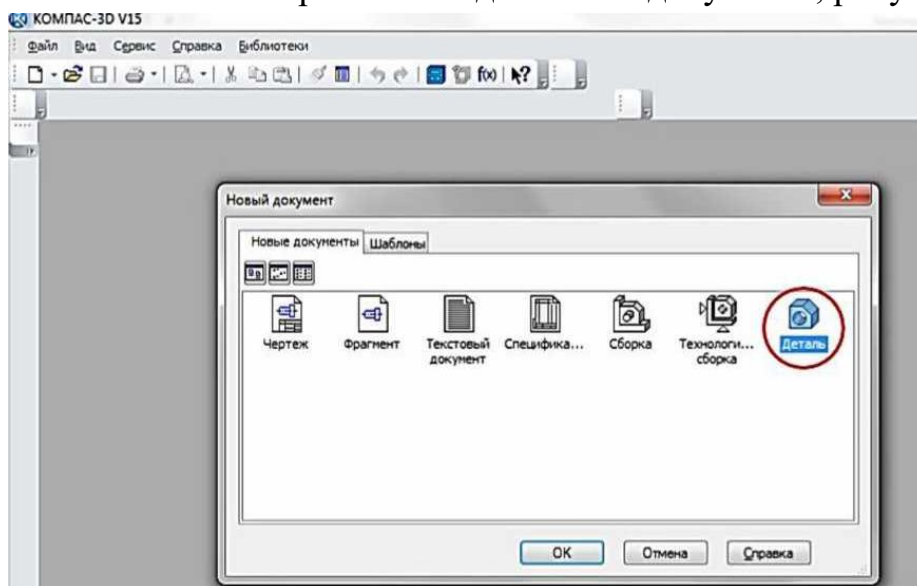 КОМПАС-3D V15
Файл Вид Сервис Справка Библиотеки
f(x)
Новый документ
Новые документы Шаблоны
Чертеж Фрагмент Текстовый документ Специфика... Сборка Технологи... сборка Деталь
ОК Отмена Справка